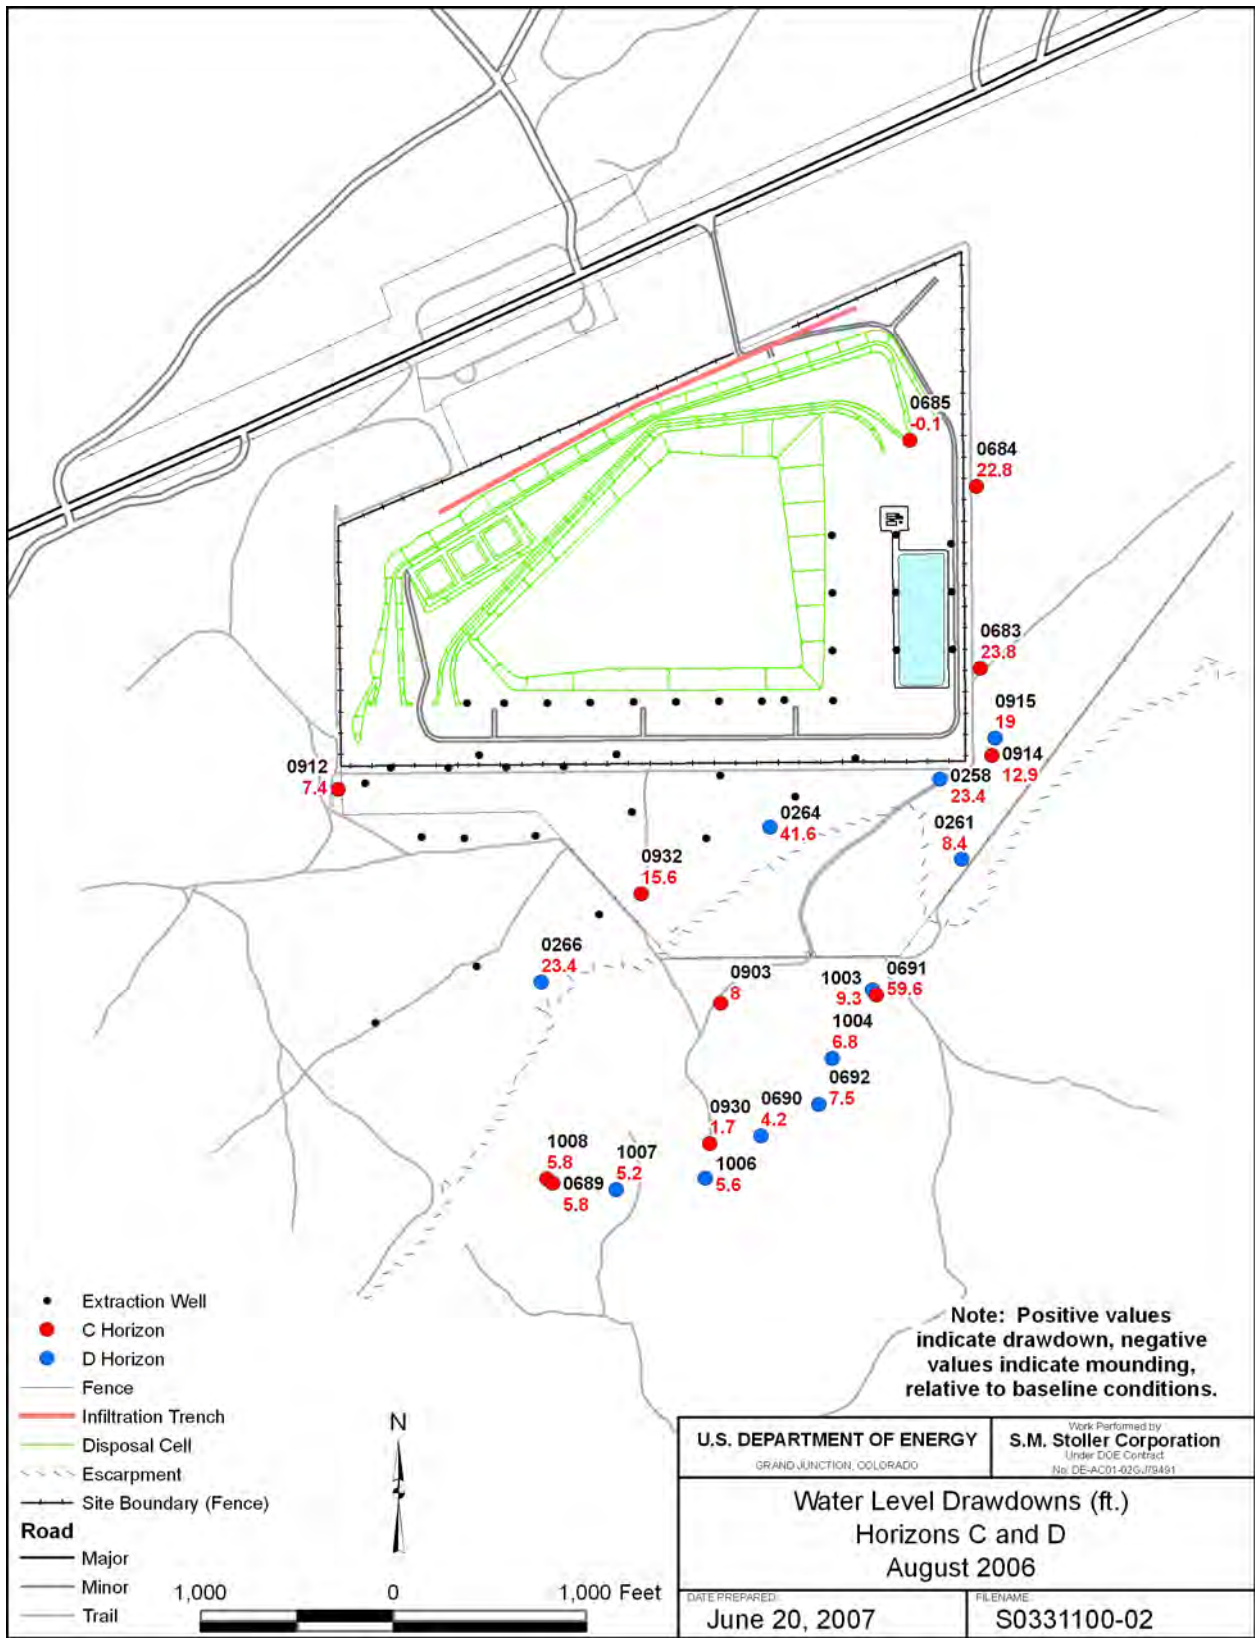 0685
-0.1
0684
22.8
0683
23.8
0915
19
0914
12.9
0912
7.4
0258
23.4
0264
41.6
0261
8.4
0932
15.6
0266
23.4
0903
8
1003
9.3
0691
59.6
1004
6.8
0692
7.5
0690
4.2
0930
1.7
1008
5.8
0689
5.8
1007
5.2
1006
5.6
Extraction Well
C Horizon
D Horizon
Fence
Infiltration Trench
Disposal Cell
Escarpment
Site Boundary (Fence)
Road
Major
Minor
Trail
N
1,000 0 1,000 Feet
Note: Positive values
indicate drawdown, negative
values indicate mounding,
relative to baseline conditions.
U.S. DEPARTMENT OF ENERGY
GRAND JUNCTION, COLORADO
Work Performed by
S.M. Stoller Corporation
Under DOE Contract
No. DE-AC01-02GJ79491
Water Level Drawdowns (ft.)
Horizons C and D
August 2006
DATE PREPARED:
June 20, 2007
FILENAME:
S0331100-02